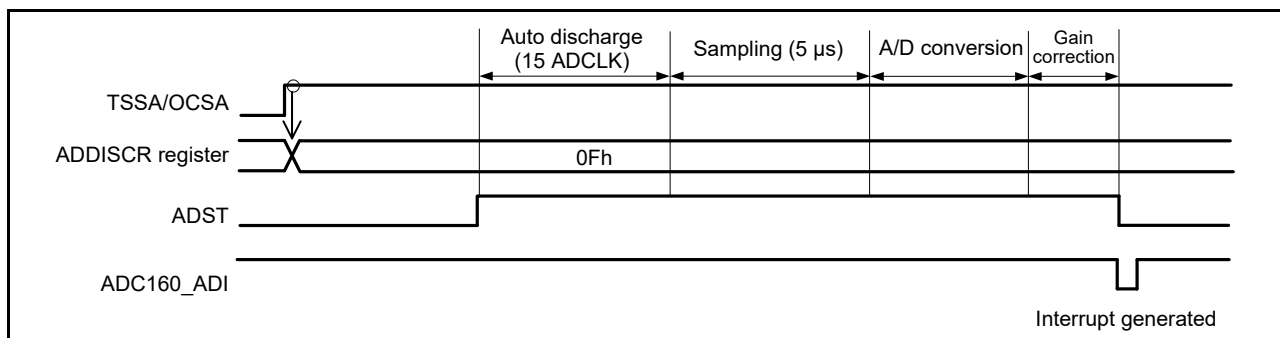 Auto discharge
(15 ADCLK)
Sampling (5 µs)
A/D conversion
Gain
correction
TSSA/OCSA
ADDISCR register
0Fh
ADST
ADC160_ADI
Interrupt generated